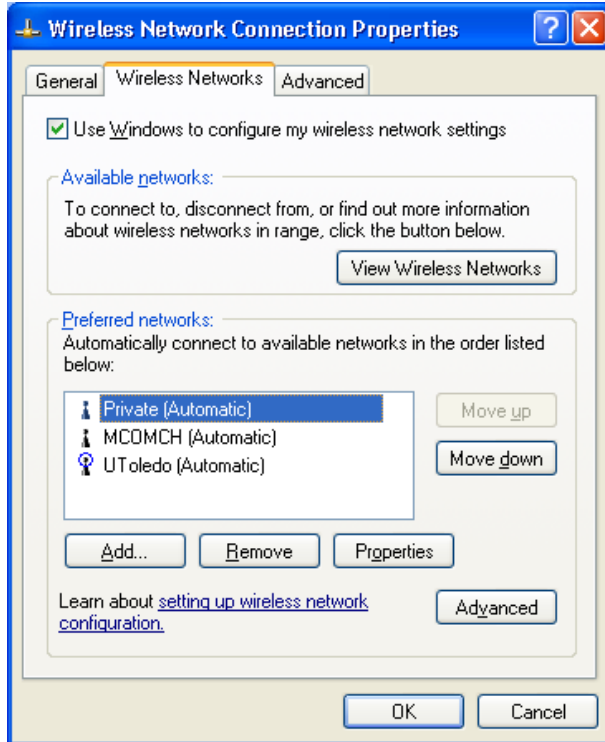 Wireless Network Connection Properties
General Wireless Networks Advanced
Use Windows to configure my wireless network settings
Available networks:
To connect to, disconnect from, or find out more information
about wireless networks in range, click the button below.
View Wireless Networks
Preferred networks:
Automatically connect to available networks in the order listed
below:
Private (Automatic)
Move up
MCOMCH (Automatic)
UToledo (Automatic)
Move down
Add... Remove Properties
Learn about setting up wireless network
configuration.
Advanced
OK Cancel